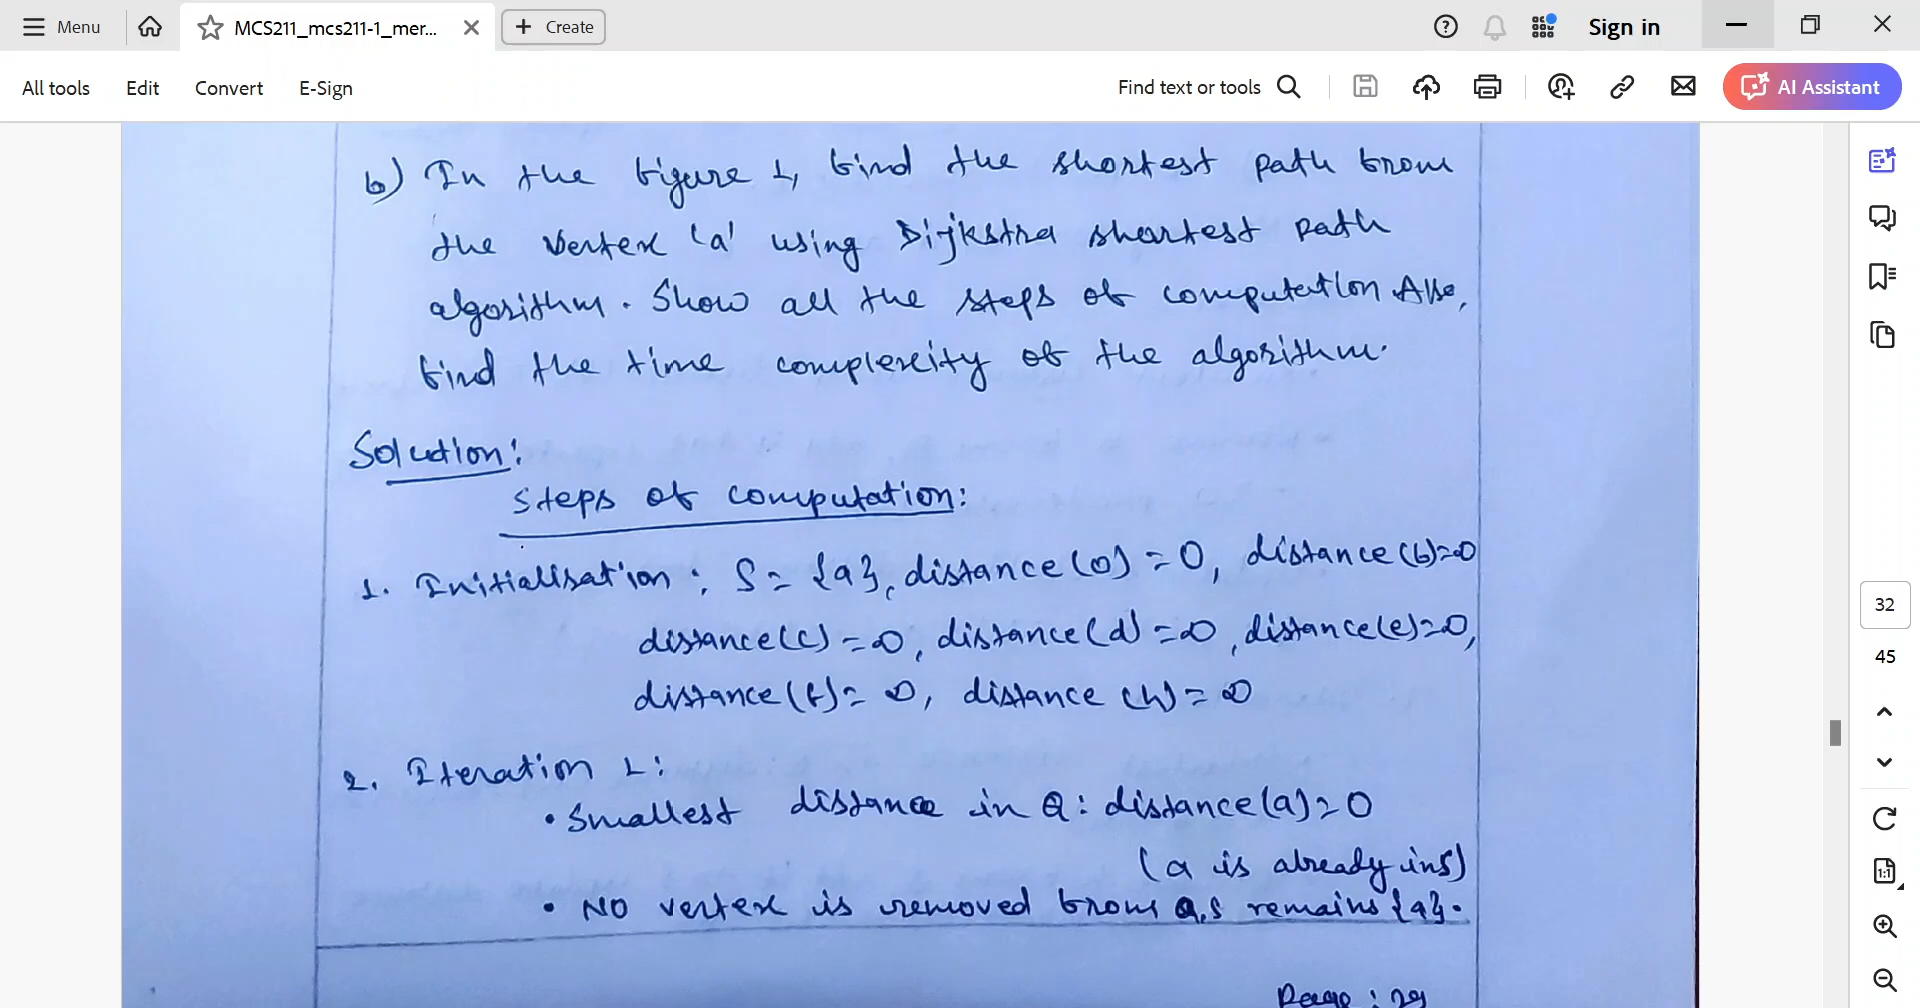 Menu
MCS211_mcs211-1_mer...
Create
Sign in
All tools
Edit
Convert
E-Sign
Find text or tools
AI Assistant
b) In the figure 1, find the shortest path from
the vertex 'a' using Dijkstra shortest path
algorithm. Show all the steps of computation Also,
find the time complexity of the algorithm.
Solution:
Steps of computation:
1. Initialisation: S = {a}, distance(a) = 0, distance(b)=∞
distance(c) = ∞, distance(d) = ∞, distance(e)=∞,
distance(f)= ∞, distance (h) = ∞
2. Iteration 1:
• Smallest distance in Q: distance(a)=0
(a is already in S)
• NO vertex is removed from Q, S remains {a}.
Page: 29
32
45
1:1